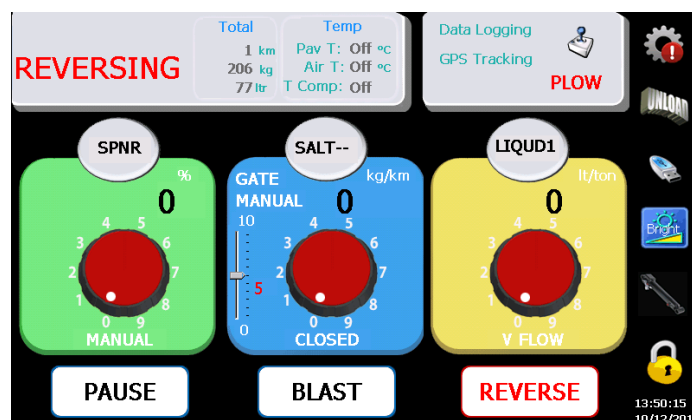 REVERSING
Total
1 km
206 kg
77 ltr
Temp
Pav T: Off ºc
Air T: Off ºc
T Comp: Off
Data Logging
GPS Tracking
PLOW
UNLOAD
Bright
SPNR
%
0
0 1 2 3 4 5 6 7 8 9
MANUAL
SALT--
GATE
MANUAL
kg/km
0
10
5
0
0 1 2 3 4 5 6 7 8 9
CLOSED
LIQUD1
lt/ton
0
0 1 2 3 4 5 6 7 8 9
V FLOW
PAUSE
BLAST
REVERSE
13:50:15
10/12/201